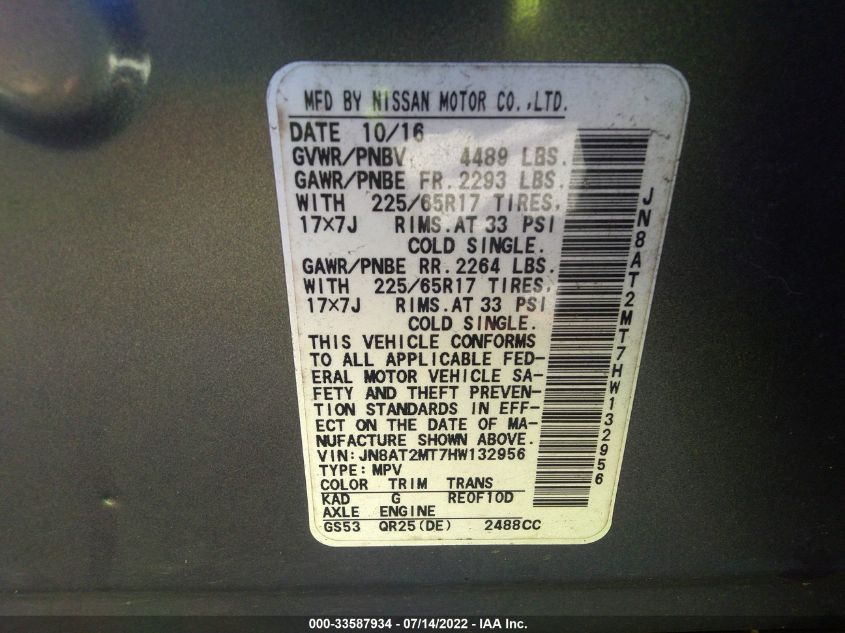 MFD BY NISSAN MOTOR CO.,LTD.
DATE 10/16
GVWR/PNBV 4489 LBS.
GAWR/PNBE FR. 2293 LBS.
WITH 225/65R17 TIRES,
17×7J RIMS.AT 33 PSI
COLD SINGLE.
GAWR/PNBE RR. 2264 LBS.
WITH 225/65R17 TIRES,
17×7J RIMS.AT 33 PSI
COLD SINGLE.
THIS VEHICLE CONFORMS
TO ALL APPLICABLE FED-
ERAL MOTOR VEHICLE SA-
FETY AND THEFT PREVEN-
TION STANDARDS IN EFF-
ECT ON THE DATE OF MA-
NUFACTURE SHOWN ABOVE.
VIN:JN8AT2MT7HW132956
TYPE:MPV
COLOR TRIM TRANS
KAD G RE0F10D
AXLE ENGINE
GS53 QR25(DE) 2488CC
JN8AT2MT7HW132956
000-33587934 / 07/14/2022 - IAA Inc.